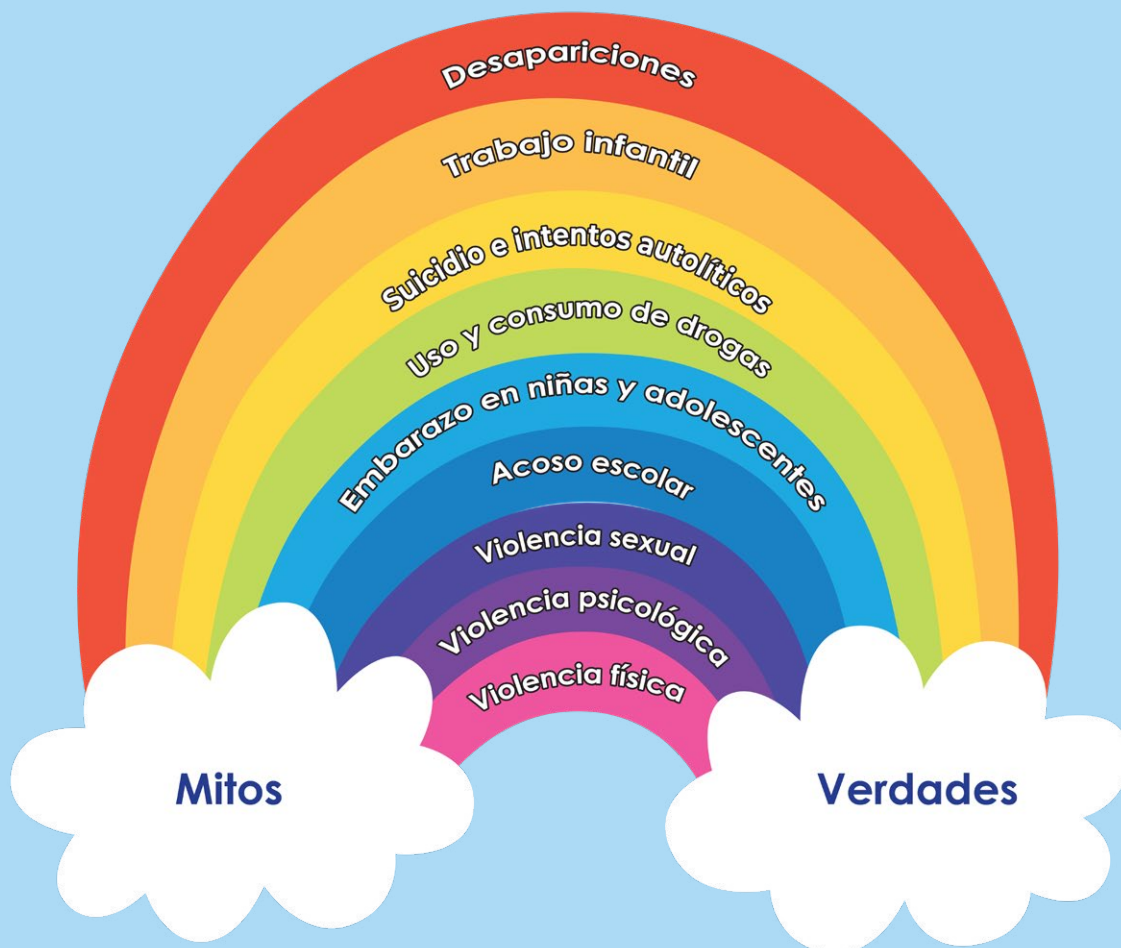 Desapariciones
Trabajo infantil
Suicidio e intentos autolíticos
Uso y consumo de drogas
Embarazo en niñas y adolescentes
Acoso escolar
Violencia sexual
Violencia psicológica
Violencia física
Mitos
Verdades